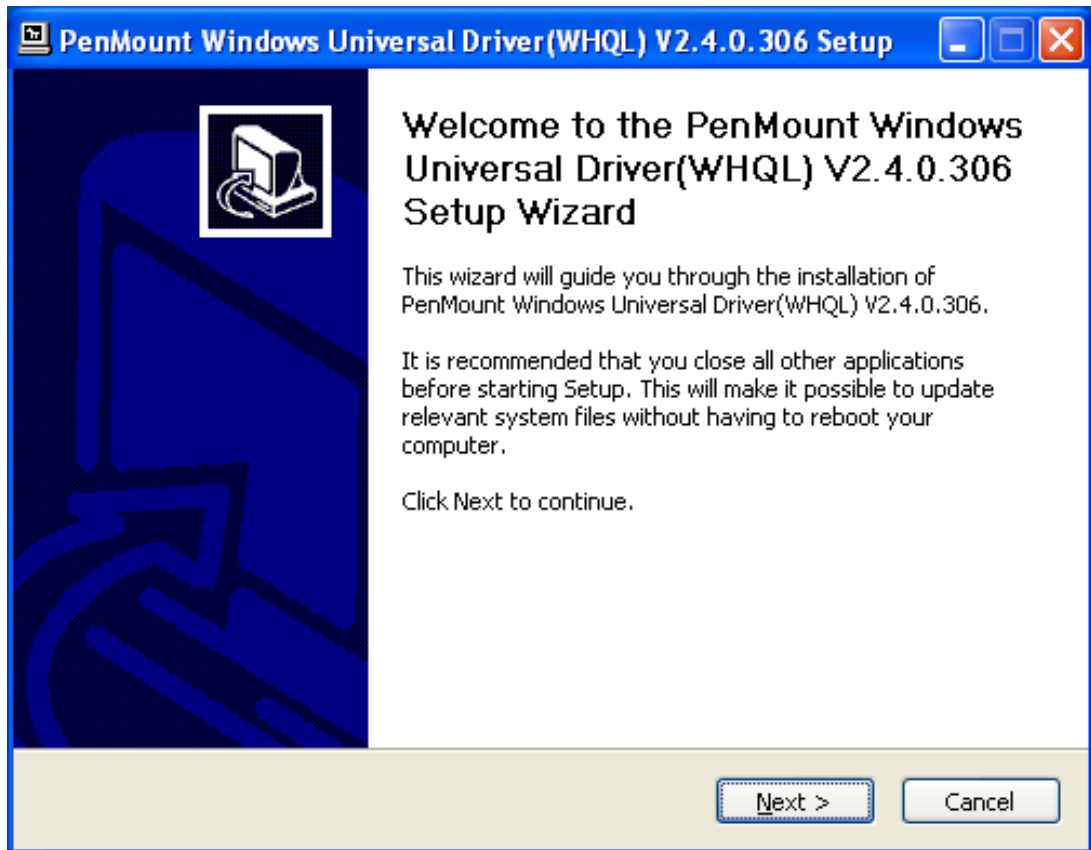 PenMount Windows Universal Driver(WHQL) V2.4.0.306 Setup
Welcome to the PenMount Windows
Universal Driver(WHQL) V2.4.0.306
Setup Wizard
This wizard will guide you through the installation of
PenMount Windows Universal Driver(WHQL) V2.4.0.306.
It is recommended that you close all other applications
before starting Setup. This will make it possible to update
relevant system files without having to reboot your
computer.
Click Next to continue.
Next >
Cancel